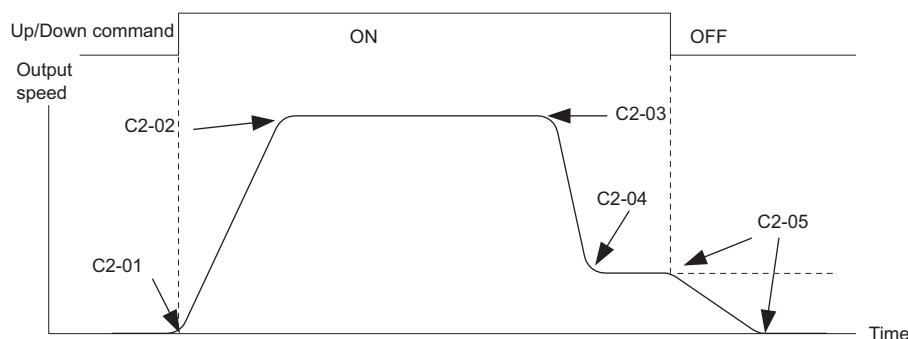 Up/Down command
ON
OFF
Output
speed
C2-02
C2-03
C2-04
C2-05
C2-01
Time